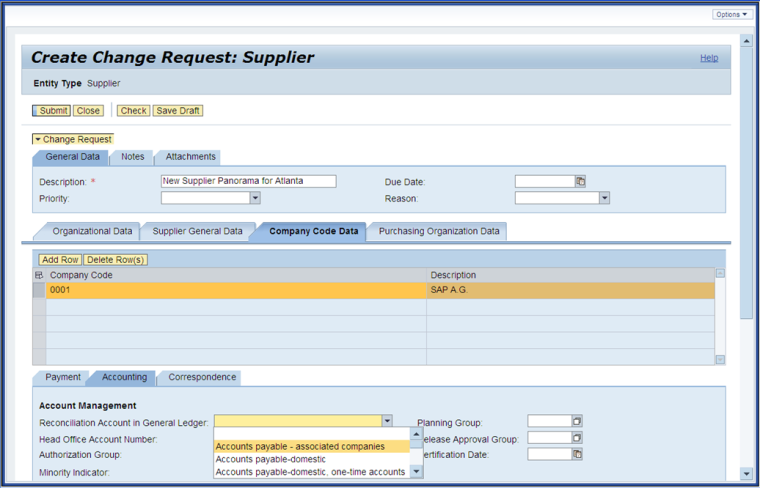 Options
Create Change Request: Supplier
Help
Entity Type Supplier
Submit Close Check Save Draft
Change Request
General Data Notes Attachments
Description: * New Supplier Panorama for Atlanta Due Date:
Priority: Reason:
Organizational Data Supplier General Data Company Code Data Purchasing Organization Data
Add Row Delete Row(s)
Company Code Description
0001 SAP A.G.
Payment Accounting Correspondence
Account Management
Reconciliation Account in General Ledger: Planning Group:
Head Office Account Number: elease Approval Group:
Accounts payable - associated companies
Authorization Group: Accounts payable-domestic ertification Date:
Minority Indicator: Accounts payable-domestic, one-time accounts